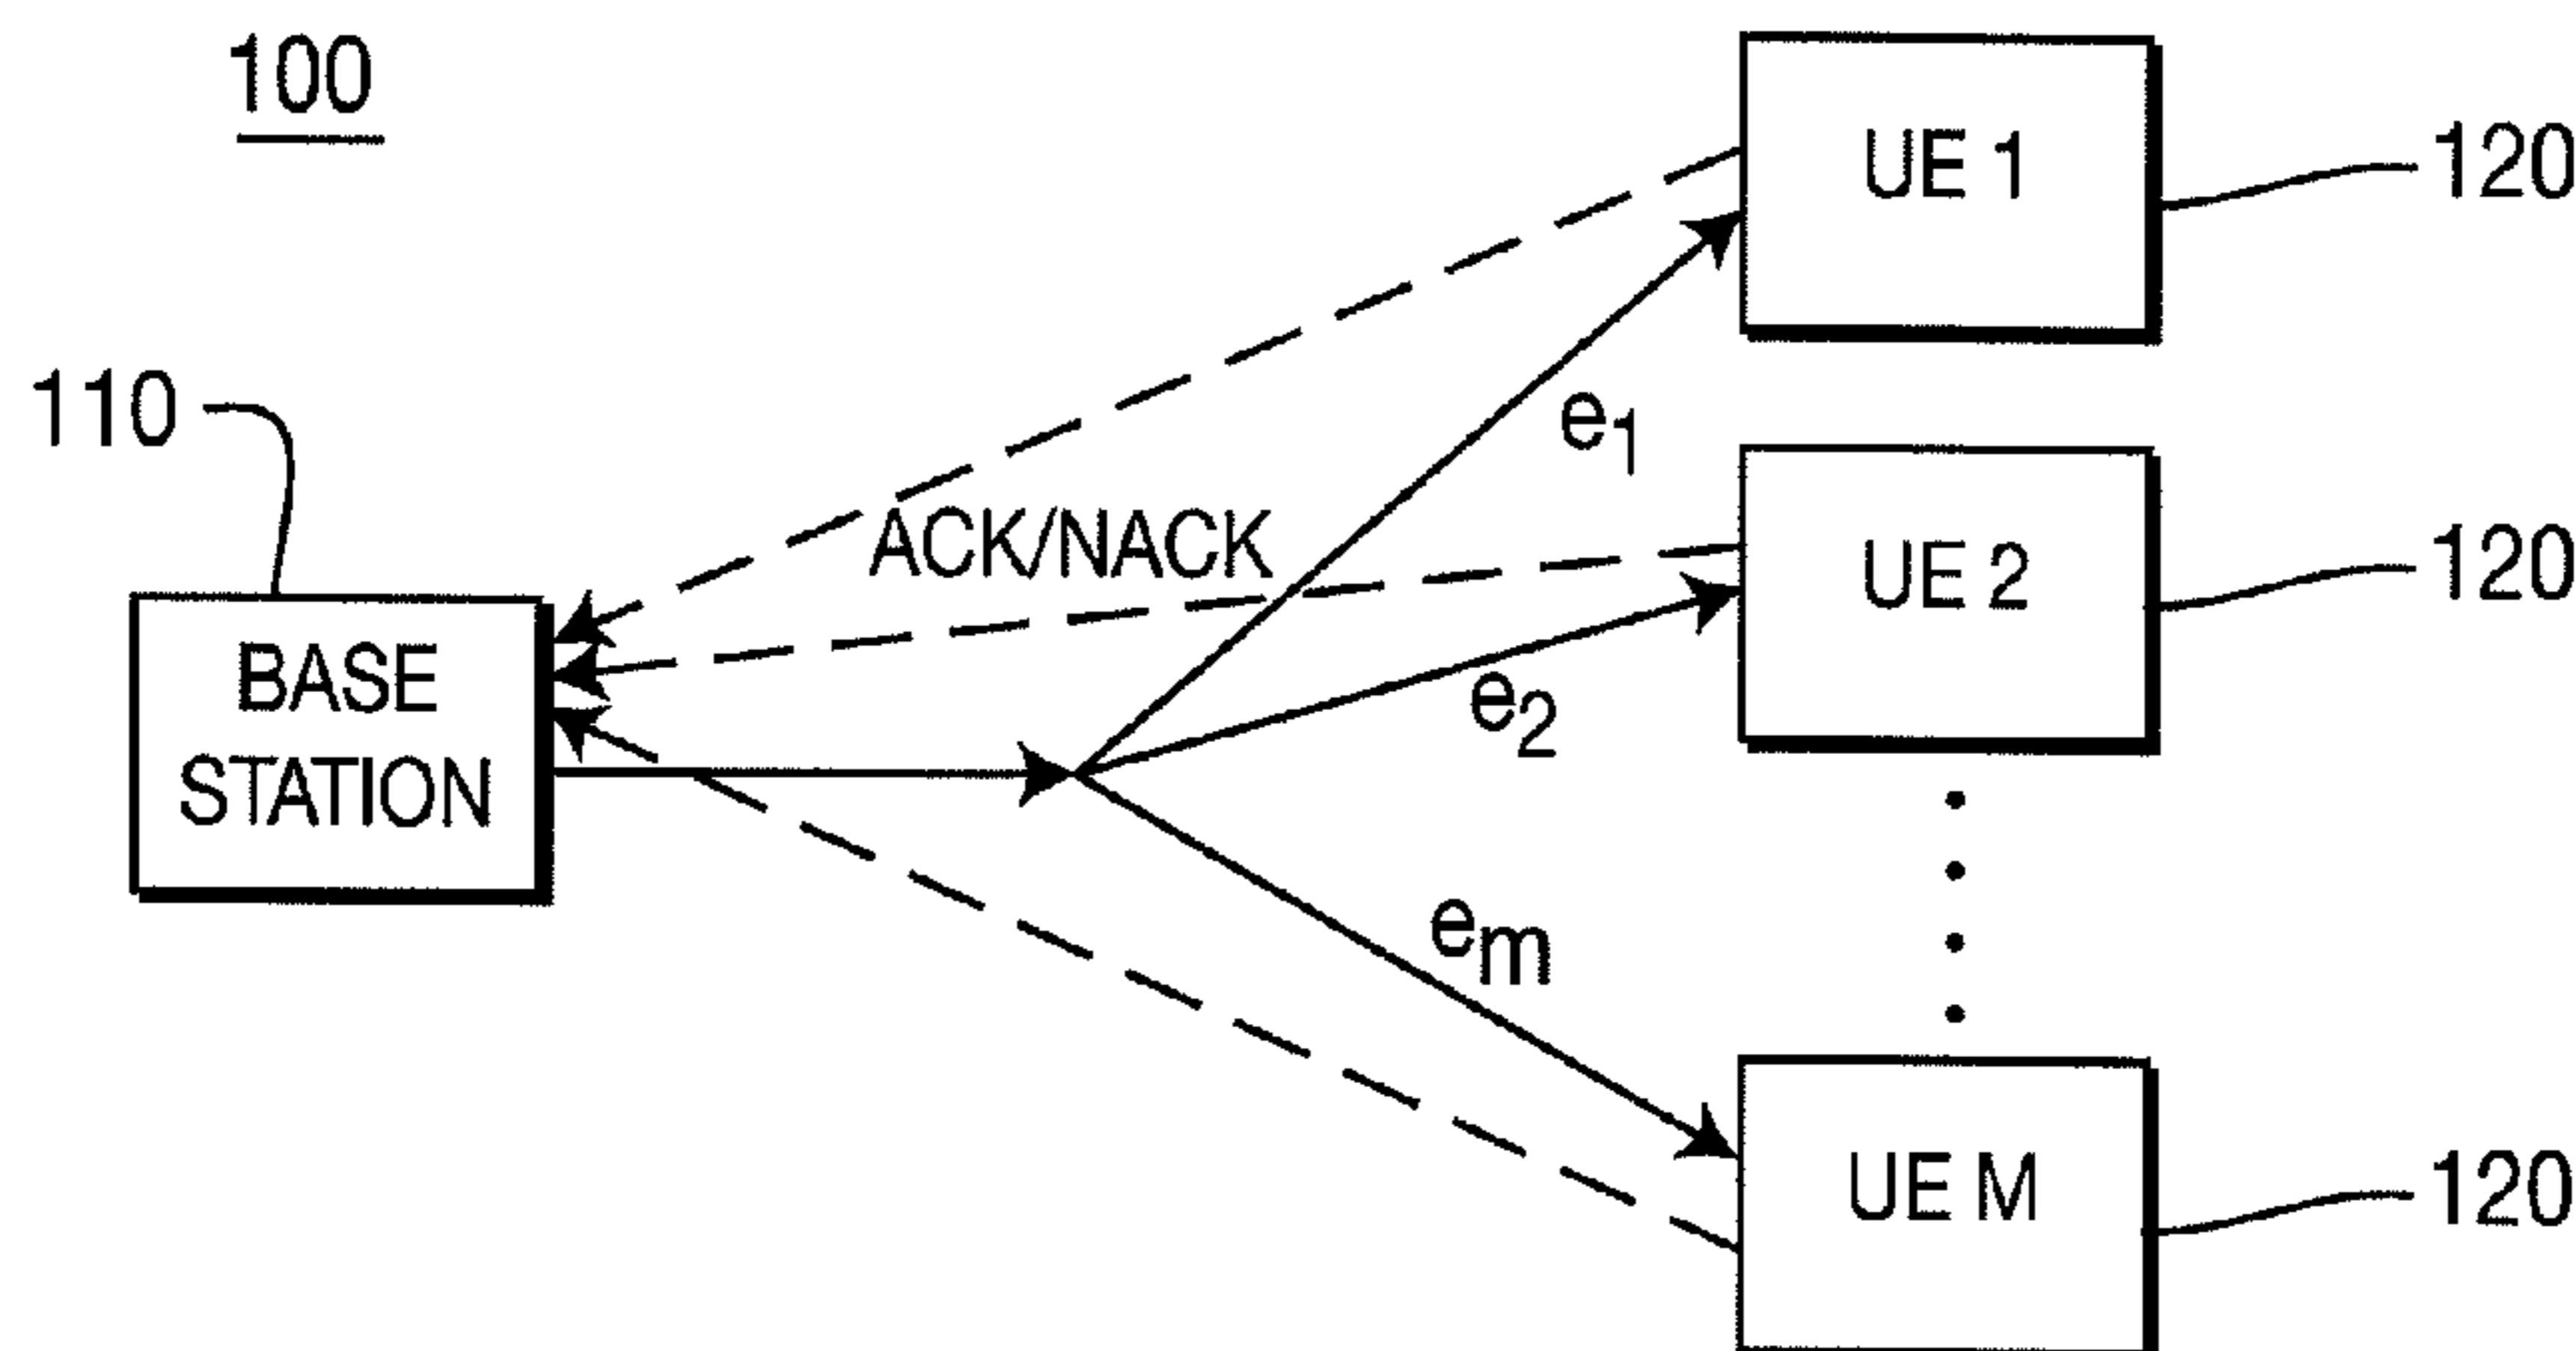 100
UE 1
120
110
e1
ACK/NACK
UE 2
120
BASE
STATION
e2
em
UE M
120